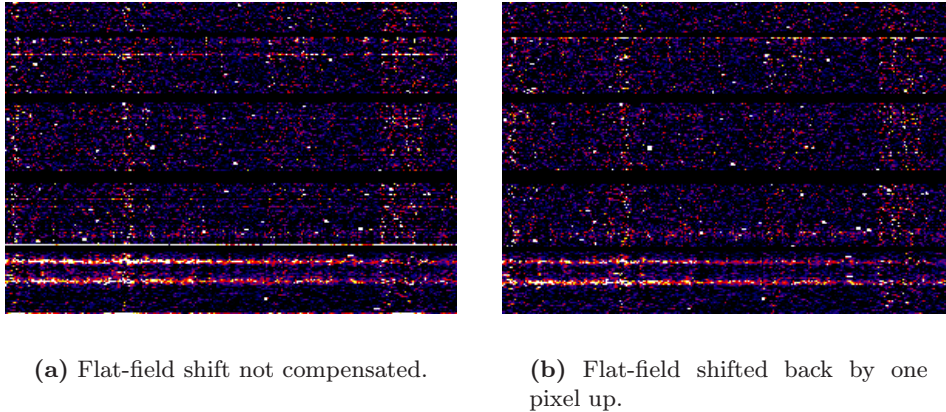 (a) Flat-field shift not compensated.
(b) Flat-field shifted back by one
pixel up.